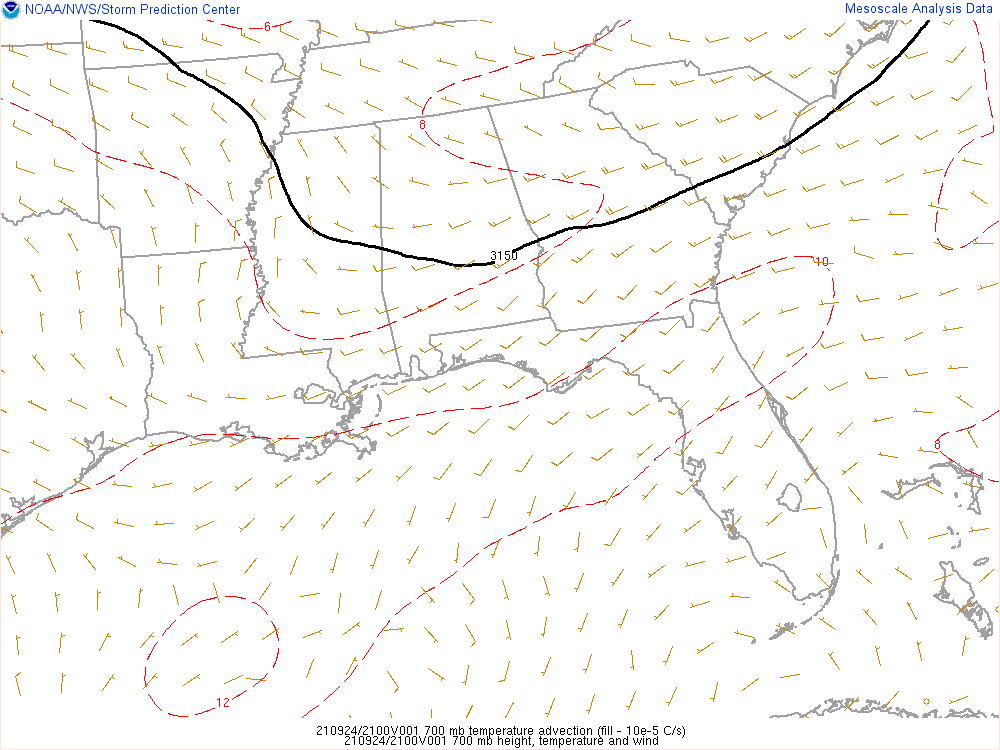 NOAA/NWS/Storm Prediction Center
Mesoscale Analysis Data
6
8
3150
10
8
12
210924/2100V001 700 mb temperature advection (fill - 10e-5 C/s)
210924/2100V001 700 mb height, temperature and wind